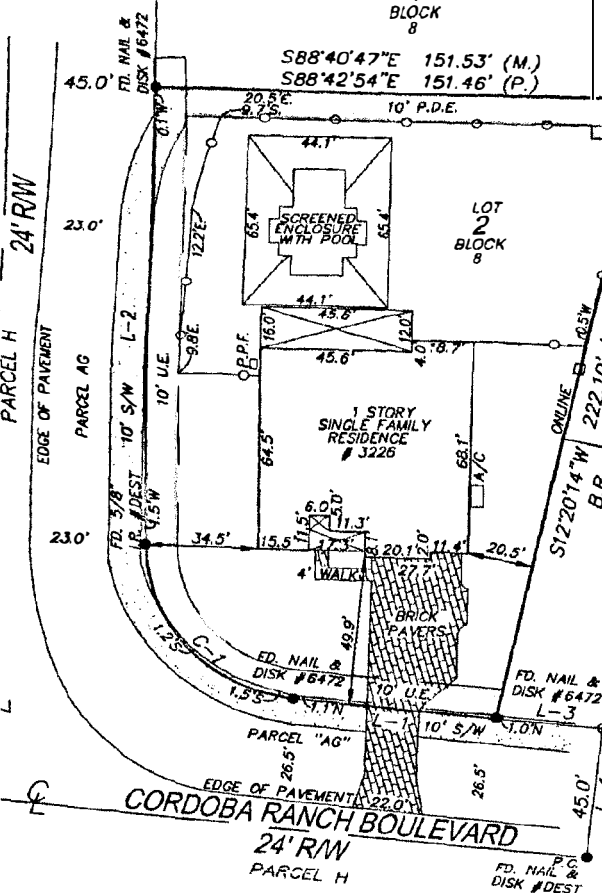 BLOCK
8
FD. NAIL &
DISK #6472
S88°40'47"E 151.53' (M.)
S88°42'54"E 151.46' (P.)
45.0'
0.1'W
20.5'E.
9.7'S.
10' P.D.E.
44.1'
24' R/W
23.0'
12.2'E.
65.4'
SCREENED
ENCLOSURE
WITH POOL
65.4'
LOT
2
BLOCK
8
44.1'
45.6'
16.0'
12.0'
45.6'
4.0'
8.7'
0.5'W
PARCEL H
EDGE OF PAVEMENT
PARCEL AG
10' S/W
L-2
10' U.E.
9.8'E.
P.P.F.
1 STORY
SINGLE FAMILY
RESIDENCE
# 3226
64.5'
68.1'
A/C
ONLINE
S12°20'14"W 222.10'
23.0'
FD. 5/8"
R. #DEST
4.5'W
34.5'
15.5'
11.5'
6.0'
5.0'
11.3'
17.3'
20.1'
2.0'
11.4'
27.7'
20.5'
4' WALK
BRICK
PAVERS
49.9'
C-1
1.2'S
FD. NAIL &
DISK #6472
1.5'S
1.1'N
10' U.E.
L-1
10' S/W
FD. NAIL &
DISK #6472
L-3
1.0'N
PARCEL "AG"
26.5'
26.5'
45.0'
EDGE OF PAVEMENT
22.0'
CL
CORDOBA RANCH BOULEVARD
24' R/W
PARCEL H
P.C.
FD. NAIL &
DISK #DEST